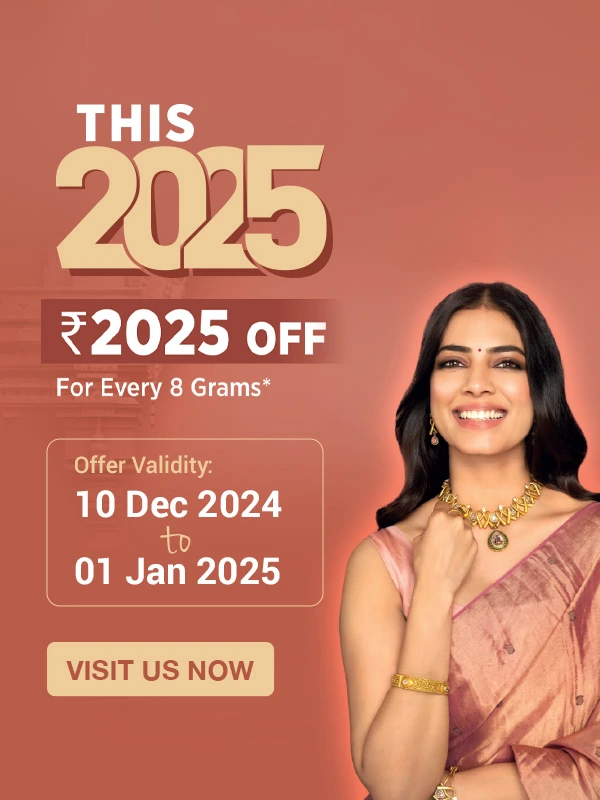 THIS
2025
₹2025 OFF
For Every 8 Grams*
Offer Validity:
10 Dec 2024
to
01 Jan 2025
VISIT US NOW